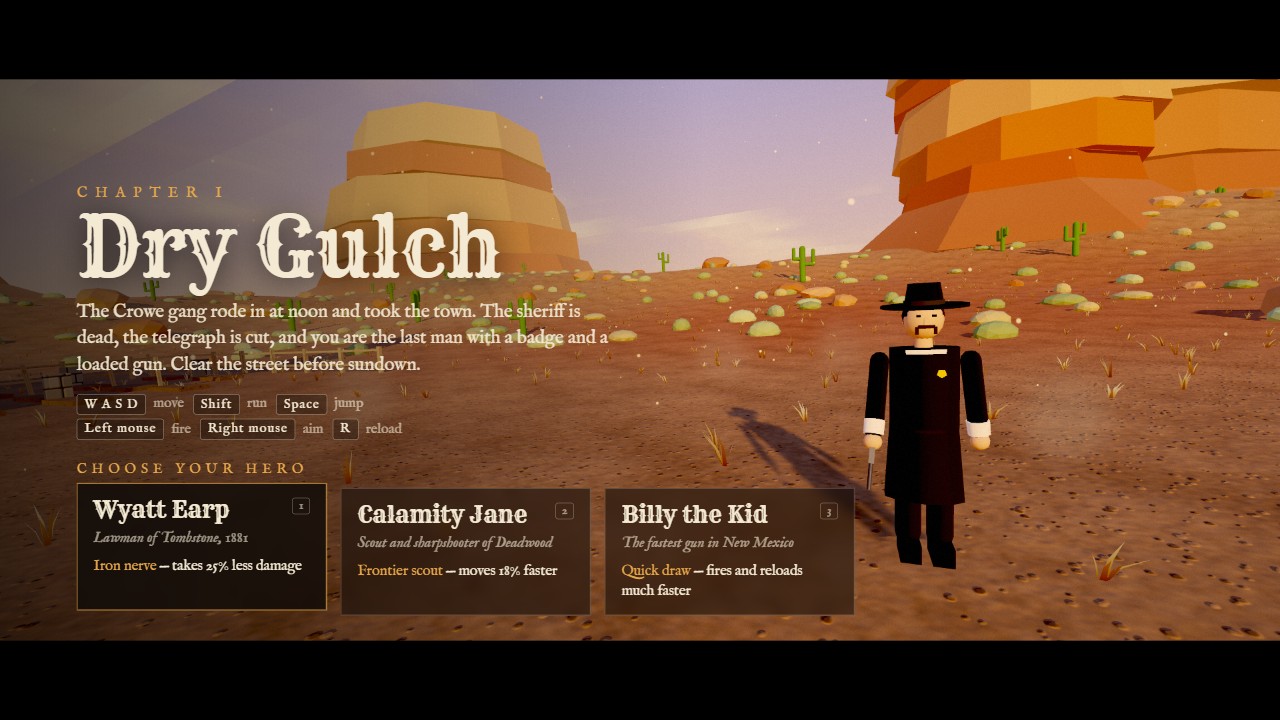 CHAPTER I
Dry Gulch
The Crowe gang rode in at noon and took the town. The sheriff is
dead, the telegraph is cut, and you are the last man with a badge and a
loaded gun. Clear the street before sundown.
W A S D move Shift run Space jump
Left mouse fire Right mouse aim R reload
CHOOSE YOUR HERO
Wyatt Earp 1
Lawman of Tombstone, 1881
Iron nerve — takes 25% less damage
Calamity Jane 2
Scout and sharpshooter of Deadwood
Frontier scout — moves 18% faster
Billy the Kid 3
The fastest gun in New Mexico
Quick draw — fires and reloads
much faster